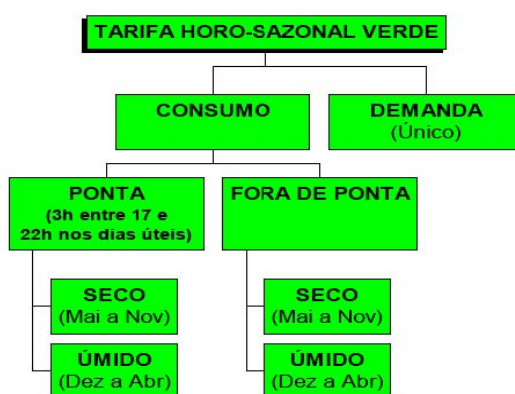 TARIFA HORO-SAZONAL VERDE
CONSUMO
DEMANDA
(Único)
PONTA
(3h entre 17 e
22h nos dias úteis)
FORA DE PONTA
SECO
(Mai a Nov)
ÚMIDO
(Dez a Abr)
SECO
(Mai a Nov)
ÚMIDO
(Dez a Abr)